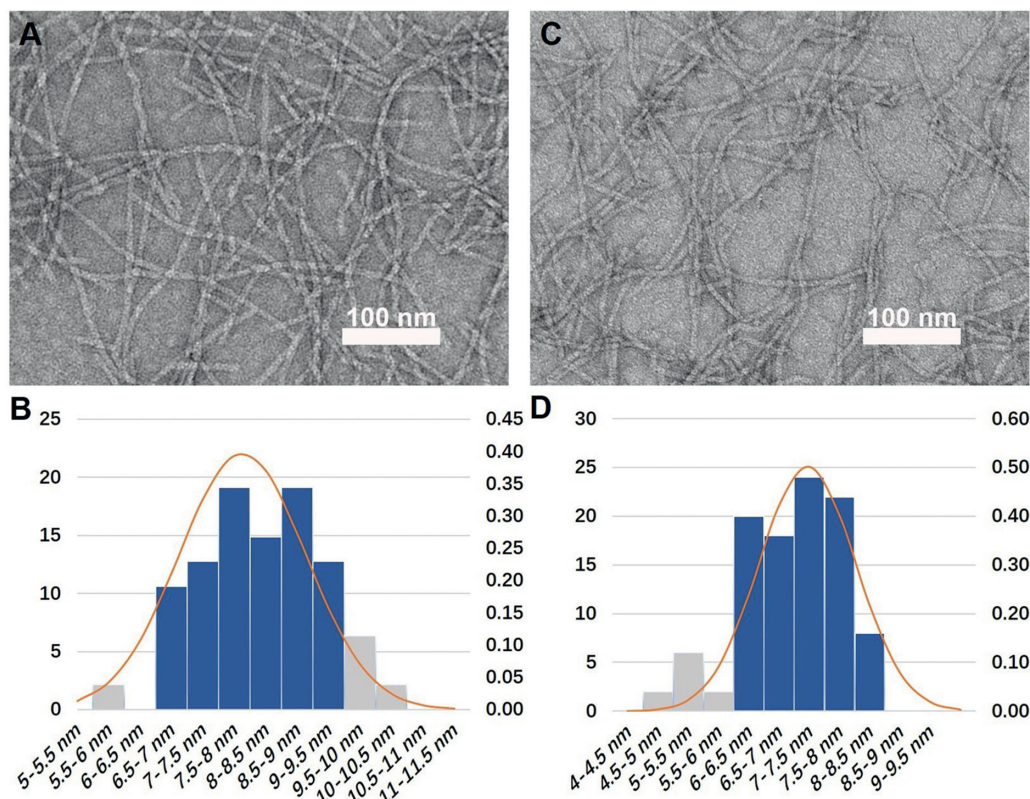 A
C
100 nm
100 nm
B
D
25
0.45
30
0.60
0.40
20
0.35
25
0.50
0.30
20
0.40
15
0.25
15
0.30
0.20
10
0.15
10
0.20
5
0.10
5
0.10
0.05
0
0.00
0
0.00
5–5.5 nm
5.5–6 nm
6–6.5 nm
6.5–7 nm
7–7.5 nm
7.5–8 nm
8–8.5 nm
8.5–9 nm
9–9.5 nm
9.5–10 nm
10–10.5 nm
10.5–11 nm
11–11.5 nm
4–4.5 nm
4.5–5 nm
5–5.5 nm
5.5–6 nm
6–6.5 nm
6.5–7 nm
7–7.5 nm
7.5–8 nm
8–8.5 nm
8.5–9 nm
9–9.5 nm